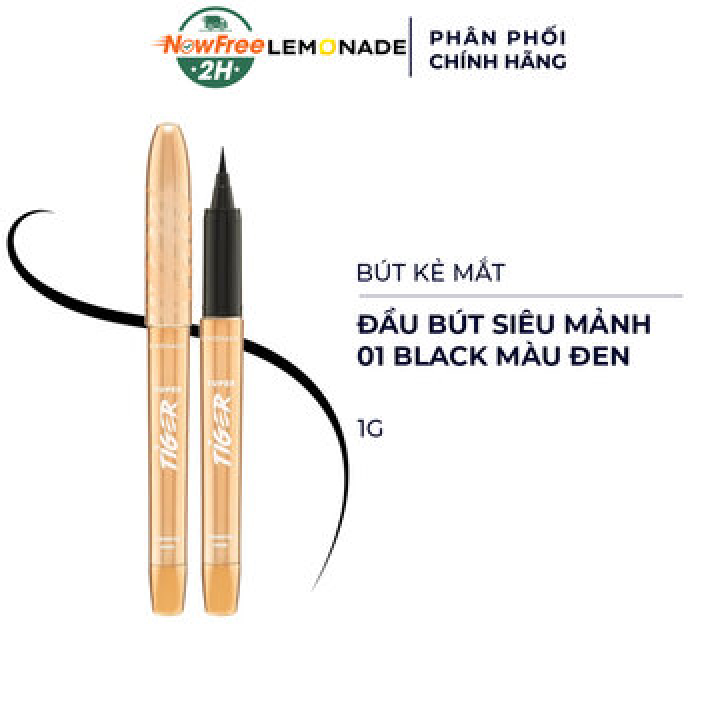 NowFree
2H
LEMONADE
PHÂN PHỐI
CHÍNH HÃNG
BÚT KẺ MẮT
ĐẦU BÚT SIÊU MẢNH
01 BLACK MÀU ĐEN
1G
SUPER
TIGER
SUPER
TIGER